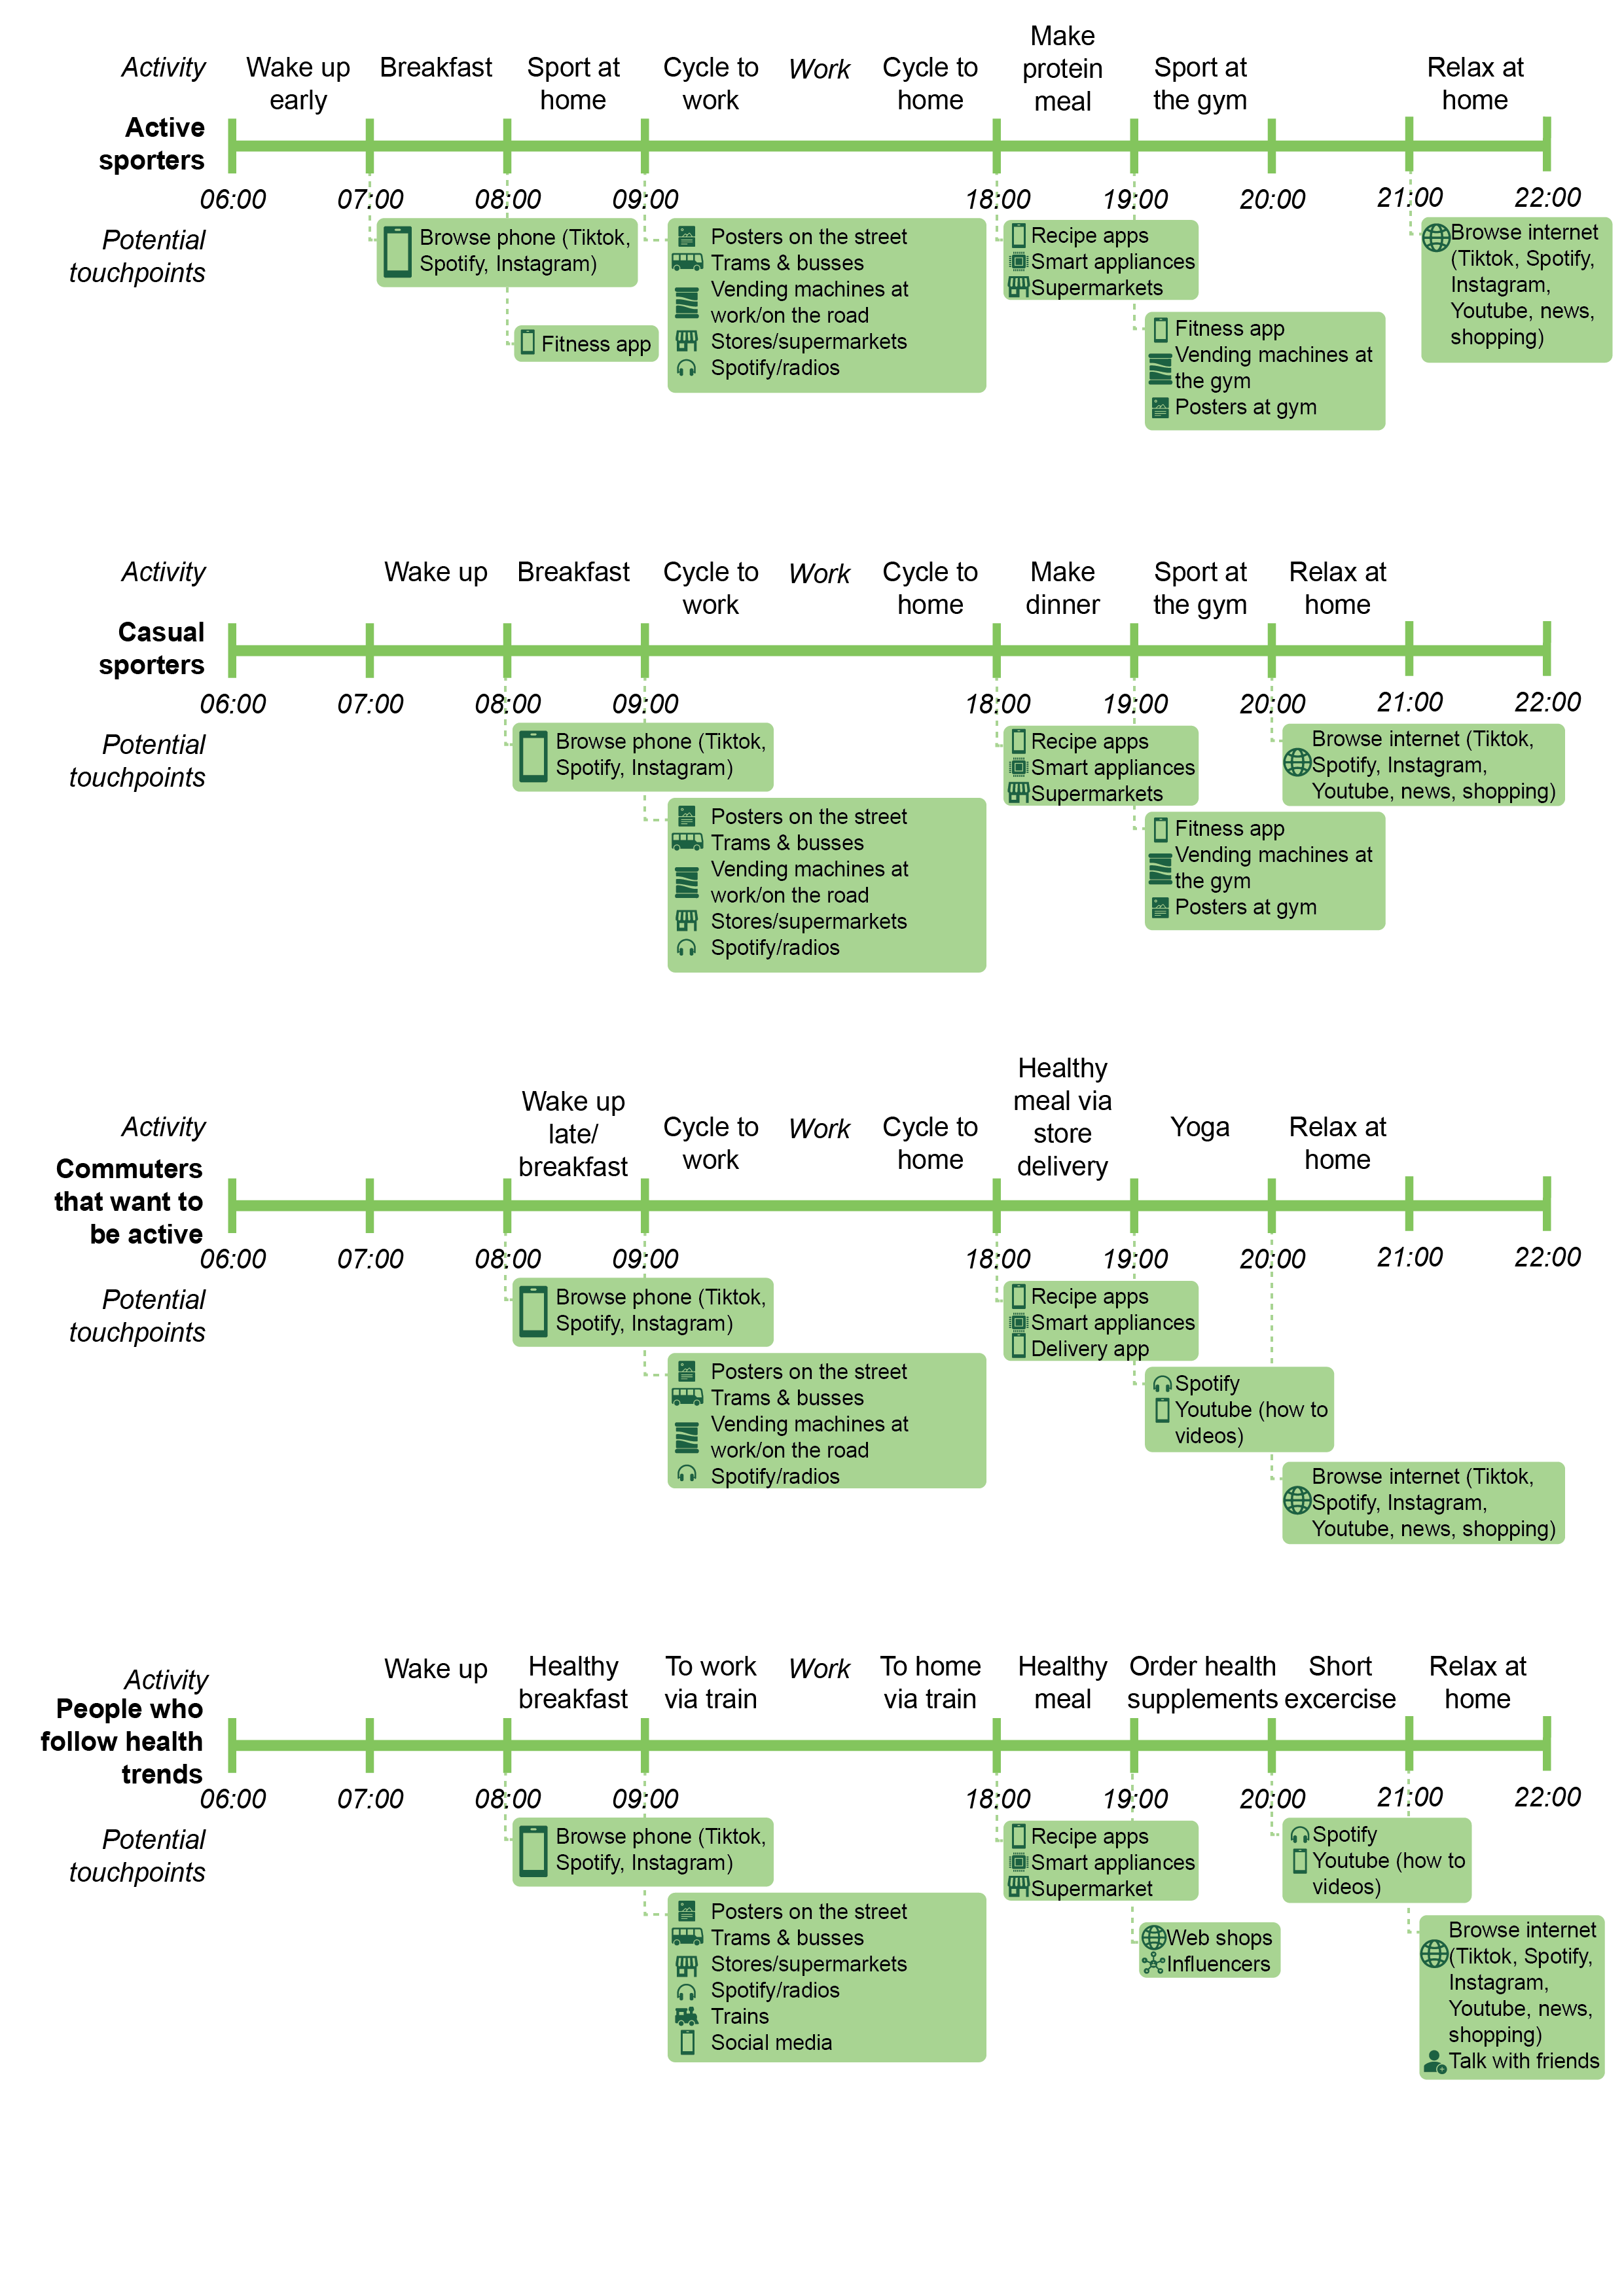 Activity
Wake up
early
Breakfast
Sport at
home
Cycle to
work
Work
Cycle to
home
Make
protein
meal
Sport at
the gym
Relax at
home
Active
sporters
06:00
07:00
08:00
09:00
18:00
19:00
20:00
21:00
22:00
Potential
touchpoints
Browse phone (Tiktok,
Spotify, Instagram)
Fitness app
Posters on the street
Trams & busses
Vending machines at
work/on the road
Stores/supermarkets
Spotify/radios
Recipe apps
Smart appliances
Supermarkets
Fitness app
Vending machines at
the gym
Posters at gym
Browse internet
(Tiktok, Spotify,
Instagram,
Youtube, news,
shopping)
Activity
Wake up
Breakfast
Cycle to
work
Work
Cycle to
home
Make
dinner
Sport at
the gym
Relax at
home
Casual
sporters
06:00
07:00
08:00
09:00
18:00
19:00
20:00
21:00
22:00
Potential
touchpoints
Browse phone (Tiktok,
Spotify, Instagram)
Posters on the street
Trams & busses
Vending machines at
work/on the road
Stores/supermarkets
Spotify/radios
Recipe apps
Smart appliances
Supermarkets
Fitness app
Vending machines at
the gym
Posters at gym
Browse internet (Tiktok,
Spotify, Instagram,
Youtube, news, shopping)
Activity
Wake up
late/
breakfast
Cycle to
work
Work
Cycle to
home
Healthy
meal via
store
delivery
Yoga
Relax at
home
Commuters
that want to
be active
06:00
07:00
08:00
09:00
18:00
19:00
20:00
21:00
22:00
Potential
touchpoints
Browse phone (Tiktok,
Spotify, Instagram)
Posters on the street
Trams & busses
Vending machines at
work/on the road
Spotify/radios
Recipe apps
Smart appliances
Delivery app
Spotify
Youtube (how to
videos)
Browse internet (Tiktok,
Spotify, Instagram,
Youtube, news, shopping)
Activity
Wake up
Healthy
breakfast
To work
via train
Work
To home
via train
Healthy
meal
Order health
supplements
Short
excercise
Relax at
home
People who
follow health
trends
06:00
07:00
08:00
09:00
18:00
19:00
20:00
21:00
22:00
Potential
touchpoints
Browse phone (Tiktok,
Spotify, Instagram)
Posters on the street
Trams & busses
Stores/supermarkets
Spotify/radios
Trains
Social media
Recipe apps
Smart appliances
Supermarket
Web shops
Influencers
Spotify
Youtube (how to
videos)
Browse internet
(Tiktok, Spotify,
Instagram,
Youtube, news,
shopping)
Talk with friends